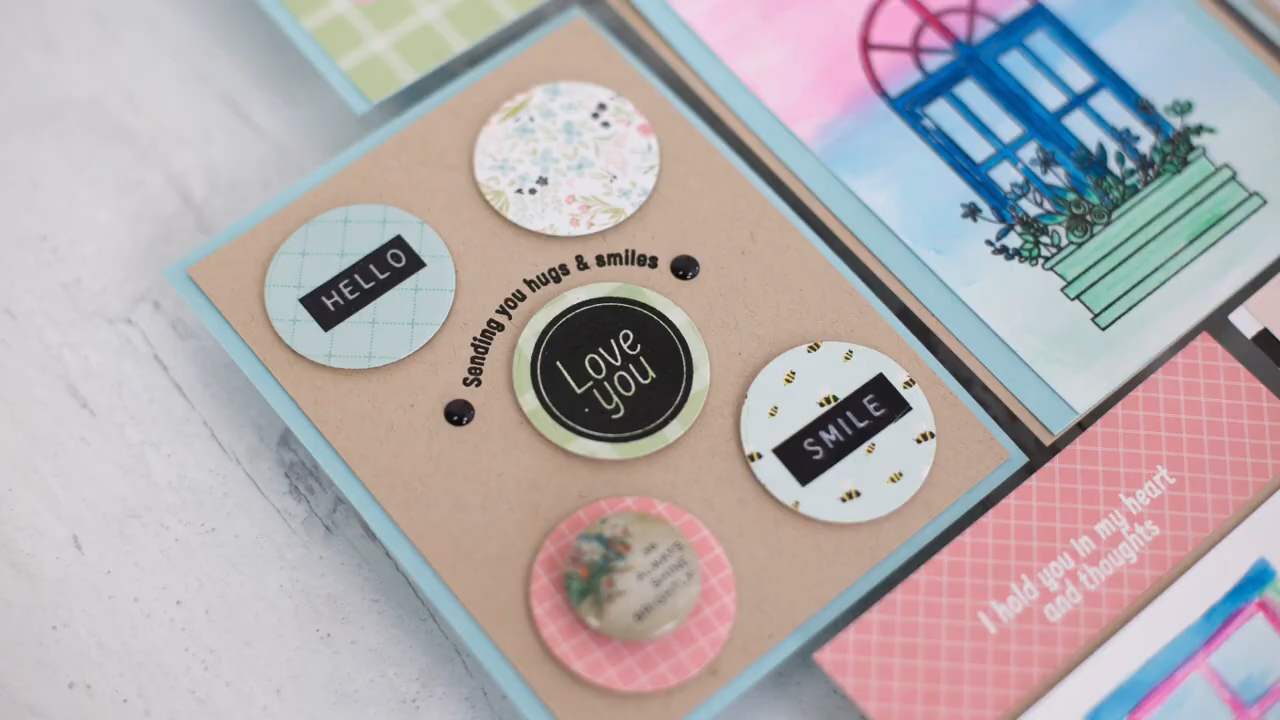 HELLO
Sending you hugs & smiles
Love
you
SMILE
I hold you in my heart
and thoughts